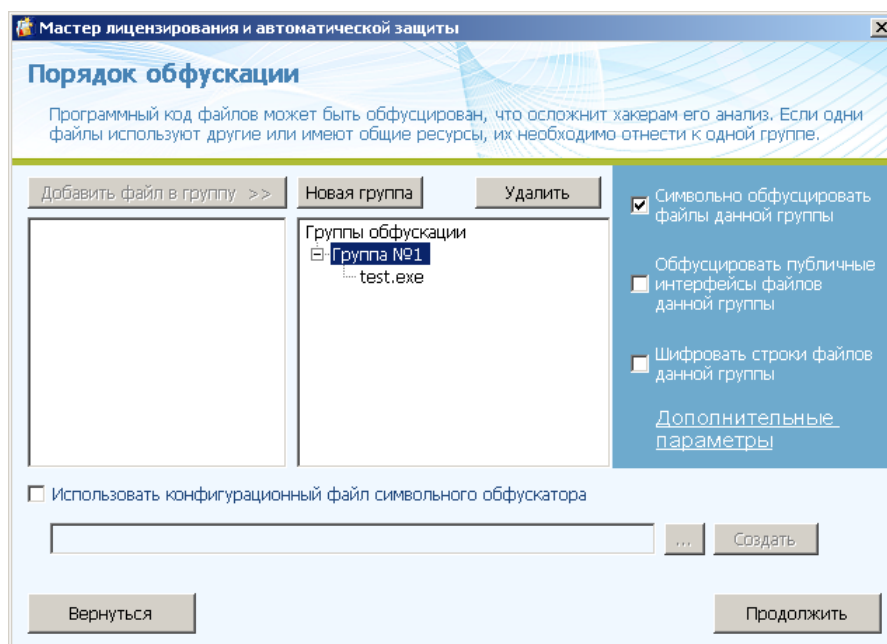 Мастер лицензирования и автоматической защиты
Порядок обфускации
Программный код файлов может быть обфусцирован, что осложнит хакерам его анализ. Если одни
файлы используют другие или имеют общие ресурсы, их необходимо отнести к одной группе.
Добавить файл в группу >>
Новая группа
Удалить
Группы обфускации
Группа №1
test.exe
Символьно обфусцировать
файлы данной группы
Обфусцировать публичные
интерфейсы файлов
данной группы
Шифровать строки файлов
данной группы
Дополнительные
параметры
Использовать конфигурационный файл символьного обфускатора
...
Создать
Вернуться
Продолжить